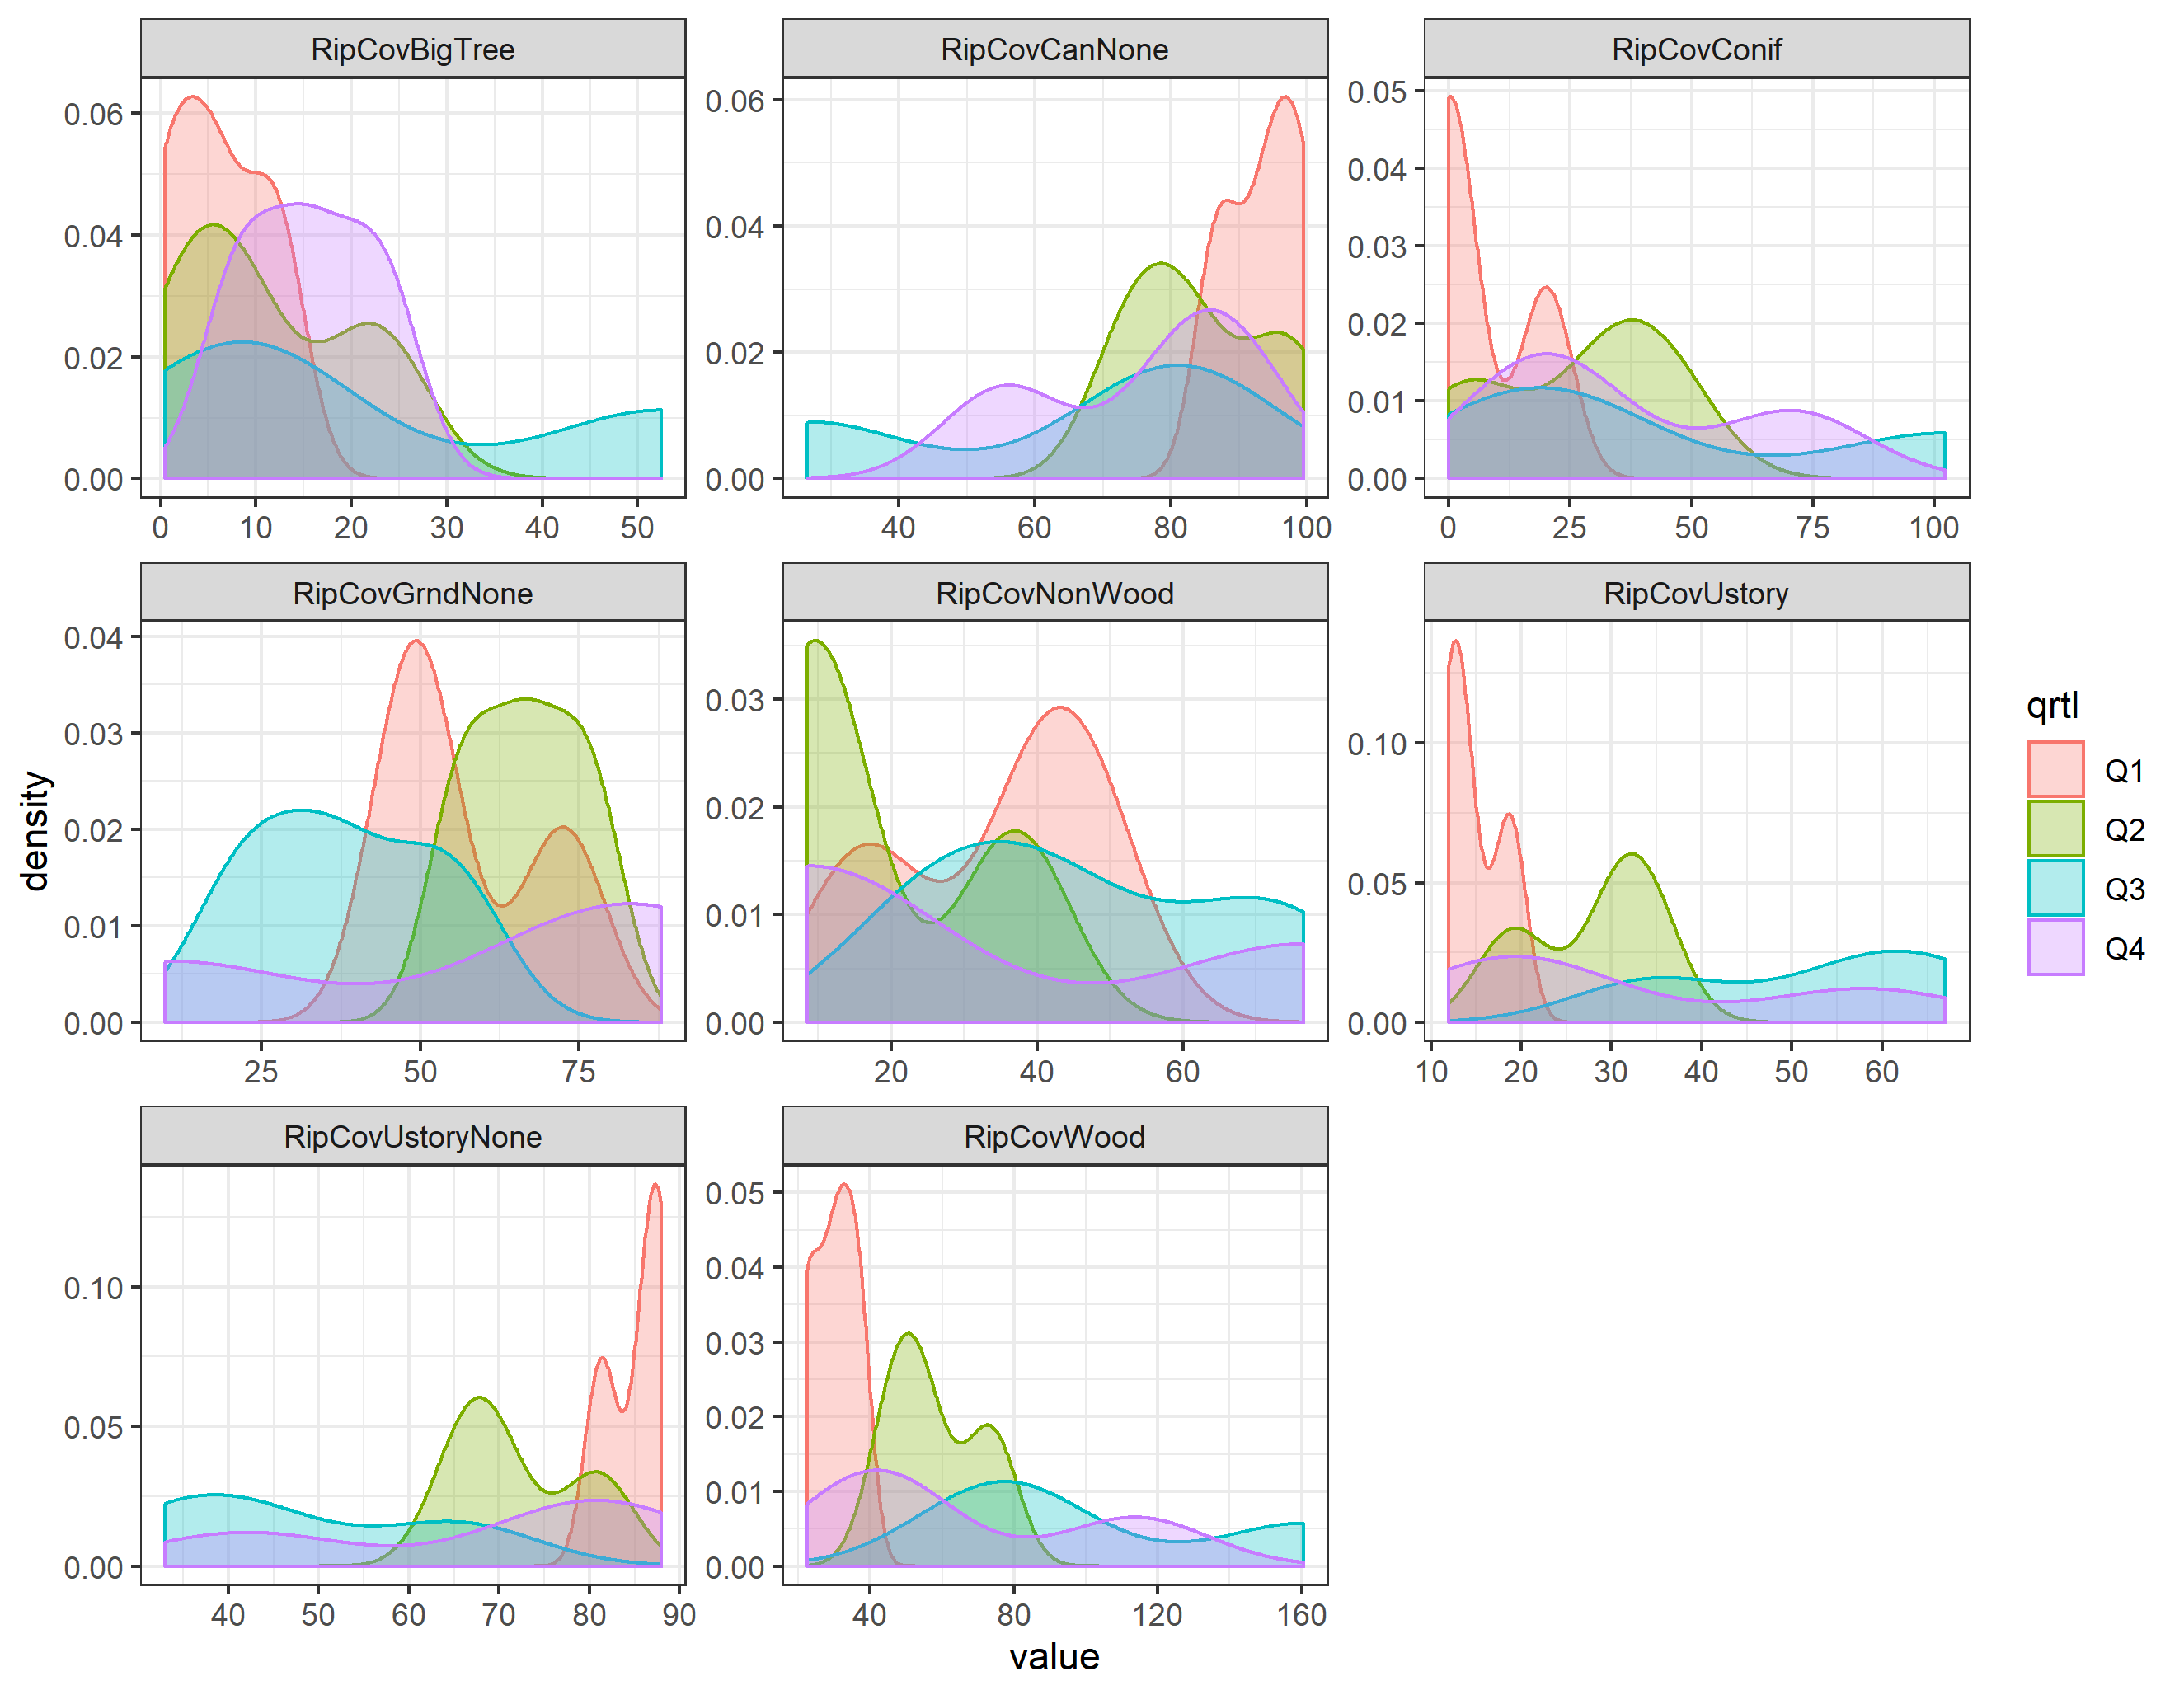 RipCovBigTree
RipCovCanNone
RipCovConif
0.06
0.04
0.02
0.00
0 10 20 30 40 50
0.06
0.04
0.02
0.00
40 60 80 100
0.05
0.04
0.03
0.02
0.01
0.00
0 25 50 75 100
RipCovGrndNone
RipCovNonWood
RipCovUstory
0.04
0.03
0.02
0.01
0.00
25 50 75
0.03
0.02
0.01
0.00
20 40 60
0.10
0.05
0.00
10 20 30 40 50 60
RipCovUstoryNone
RipCovWood
0.10
0.05
0.00
40 50 60 70 80 90
0.05
0.04
0.03
0.02
0.01
0.00
40 80 120 160
density
value
qrtl
Q1
Q2
Q3
Q4